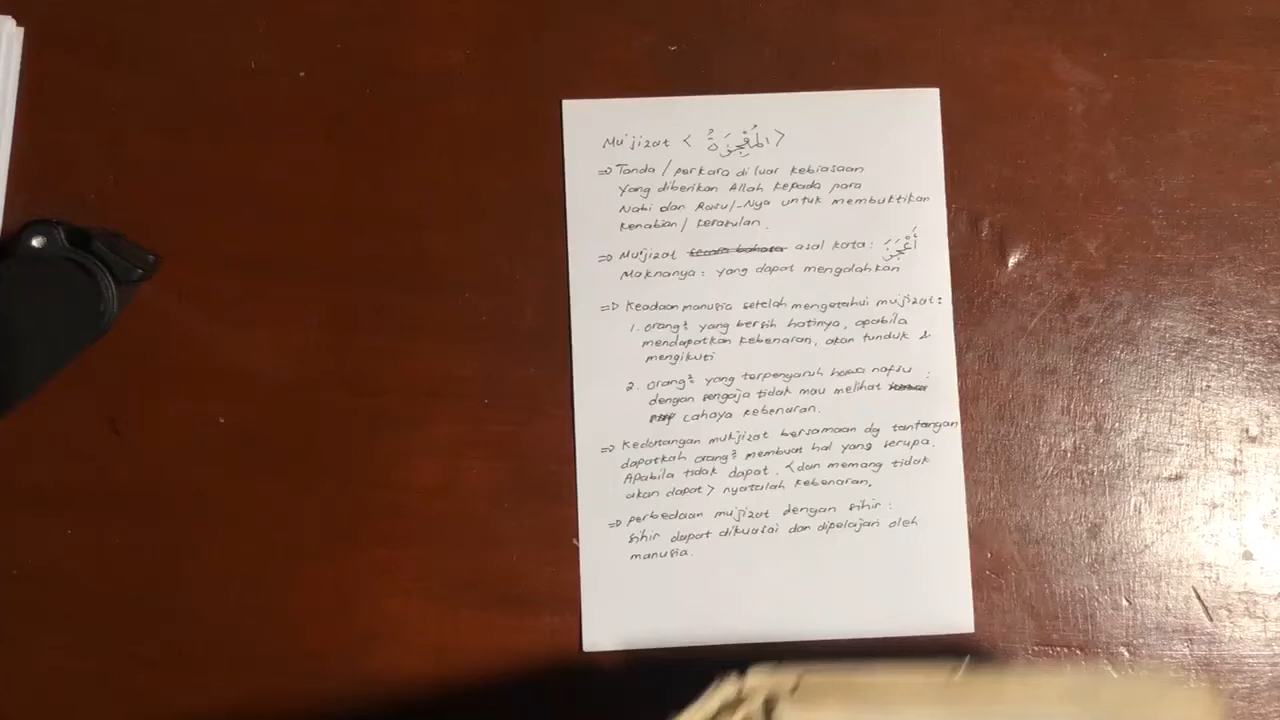 Mu'jizat < المُعْجِزَةُ >
=> Tanda / perkara di luar kebiasaan
yang diberikan Allah kepada para
Nabi dan Rasul-Nya untuk membuktikan
kenabian / kerasulan.
=> Mu'jizat secara bahasa asal kata : أَعْجَزَ
Maknanya : yang dapat mengalahkan
=> Keadaan manusia setelah mengetahui mu'jizat :
1. orang² yang bersih hatinya, apabila
mendapatkan kebenaran, akan tunduk &
mengikuti
2. orang² yang terpengaruh hawa nafsu :
dengan sengaja tidak mau melihat
cahaya kebenaran.
=> Kedatangan mukjizat bersamaan dg tantangan
dapatkah orang² membuat hal yang serupa.
Apabila tidak dapat . <dan memang tidak
akan dapat> nyatalah kebenaran.
=> perbedaan mu'jizat dengan sihir :
sihir dapat dikuasai dan dipelajari oleh
manusia.